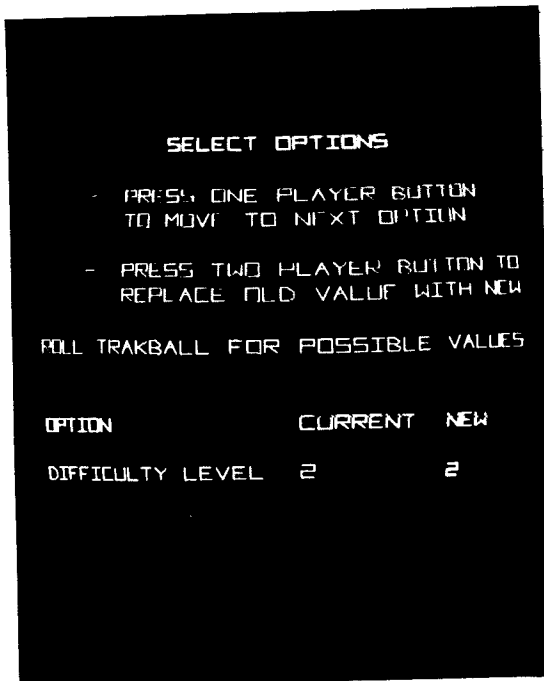 SELECT OPTIONS
- PRESS ONE PLAYER BUTTON
TO MOVE TO NEXT OPTION
- PRESS TWO PLAYER BUTTON TO
REPLACE OLD VALUE WITH NEW
ROLL TRAKBALL FOR POSSIBLE VALUES
OPTION CURRENT NEW
DIFFICULTY LEVEL 2 2